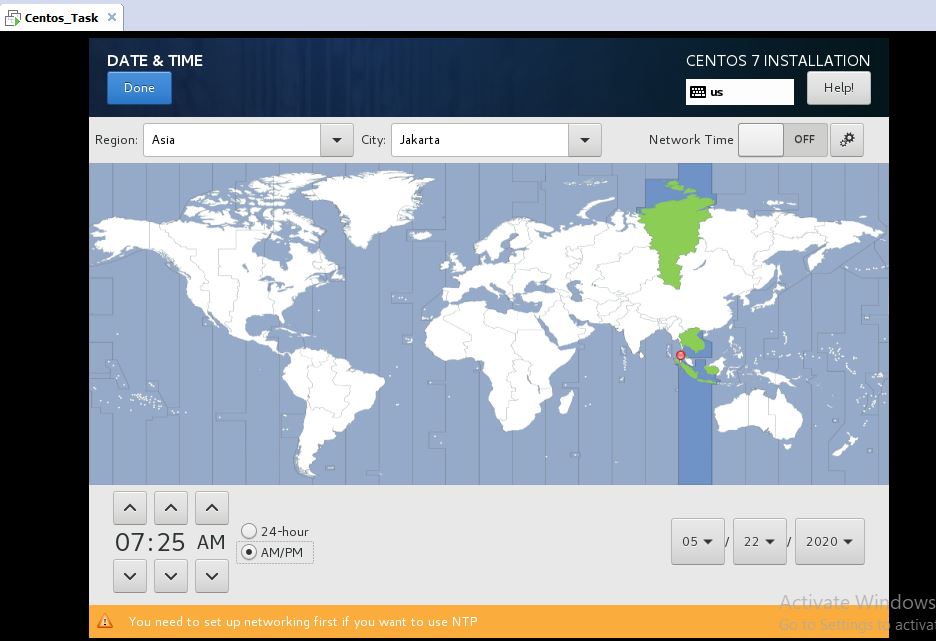 Centos_Task
DATE & TIME
CENTOS 7 INSTALLATION
Done
us
Help!
Region: Asia City: Jakarta Network Time OFF
07:25 AM
24-hour
AM/PM
05 / 22 / 2020
You need to set up networking first if you want to use NTP
Activate Windows
Go to Settings to activat